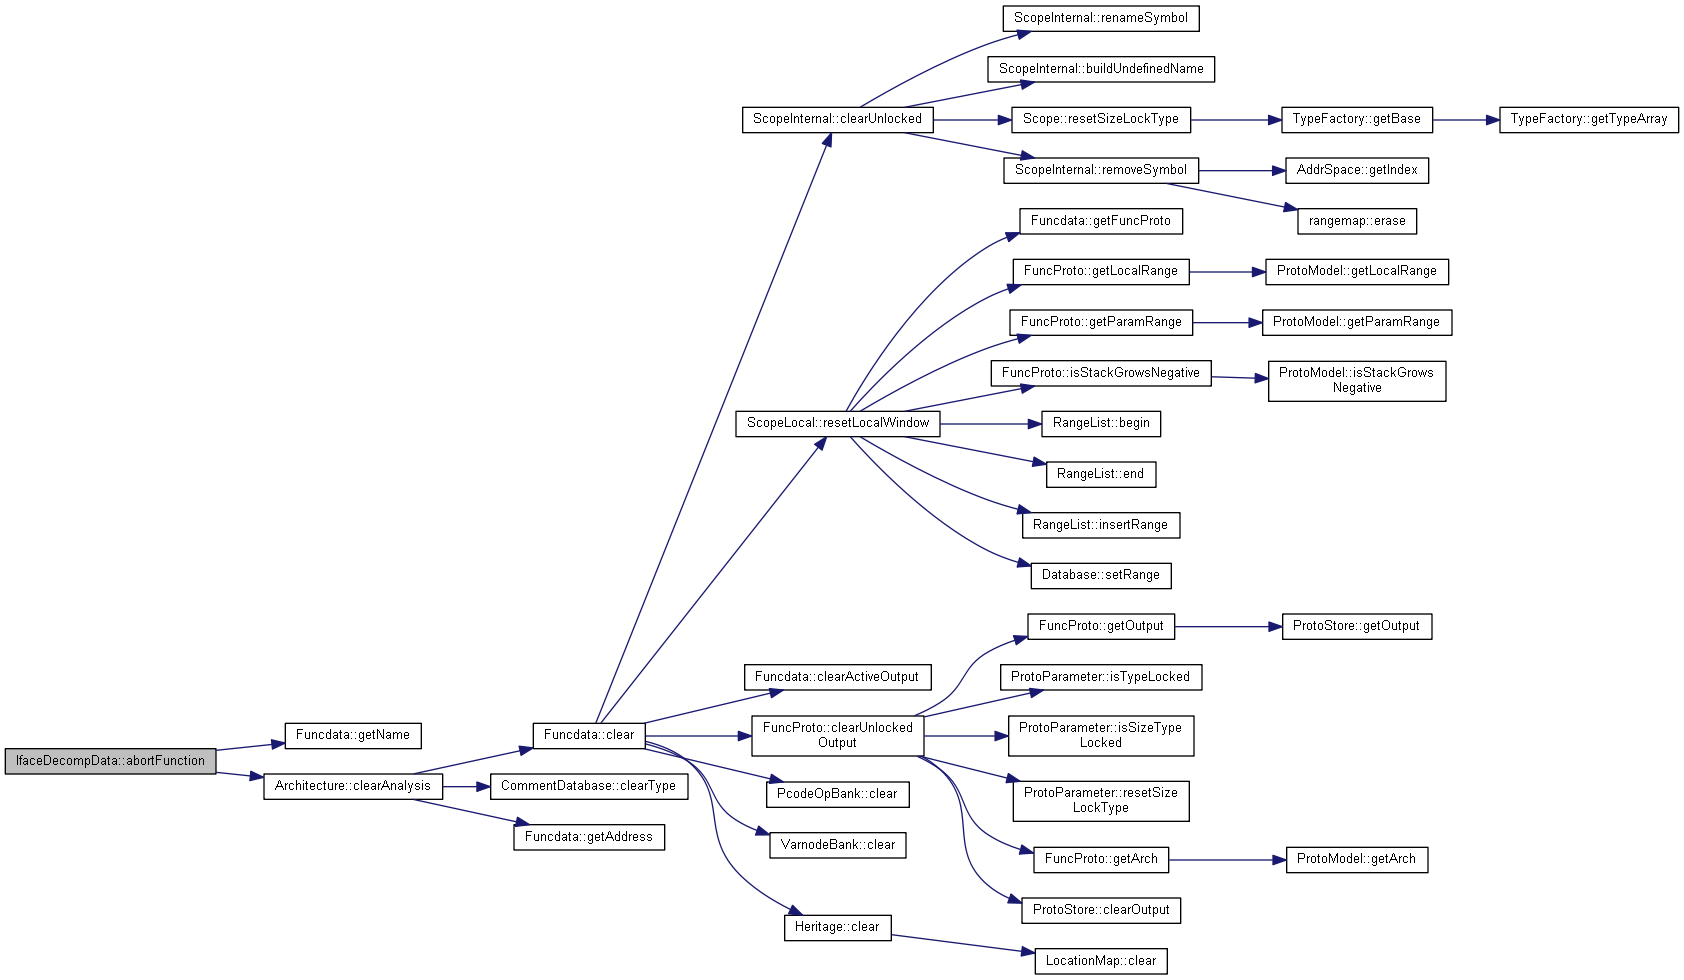 ScopeInternal::renameSymbol
ScopeInternal::buildUndefinedName
ScopeInternal::clearUnlocked
Scope::resetSizeLockType
TypeFactory::getBase
TypeFactory::getTypeArray
ScopeInternal::removeSymbol
AddrSpace::getIndex
rangemap::erase
Funcdata::getFuncProto
FuncProto::getLocalRange
ProtoModel::getLocalRange
FuncProto::getParamRange
ProtoModel::getParamRange
FuncProto::isStackGrowsNegative
ProtoModel::isStackGrows
Negative
ScopeLocal::resetLocalWindow
RangeList::begin
RangeList::end
RangeList::insertRange
Database::setRange
FuncProto::getOutput
ProtoStore::getOutput
Funcdata::clearActiveOutput
ProtoParameter::isTypeLocked
IfaceDecompData::abortFunction
Funcdata::getName
Funcdata::clear
FuncProto::clearUnlocked
Output
ProtoParameter::isSizeType
Locked
Architecture::clearAnalysis
CommentDatabase::clearType
PcodeOpBank::clear
ProtoParameter::resetSize
LockType
Funcdata::getAddress
VarnodeBank::clear
FuncProto::getArch
ProtoModel::getArch
ProtoStore::clearOutput
Heritage::clear
LocationMap::clear